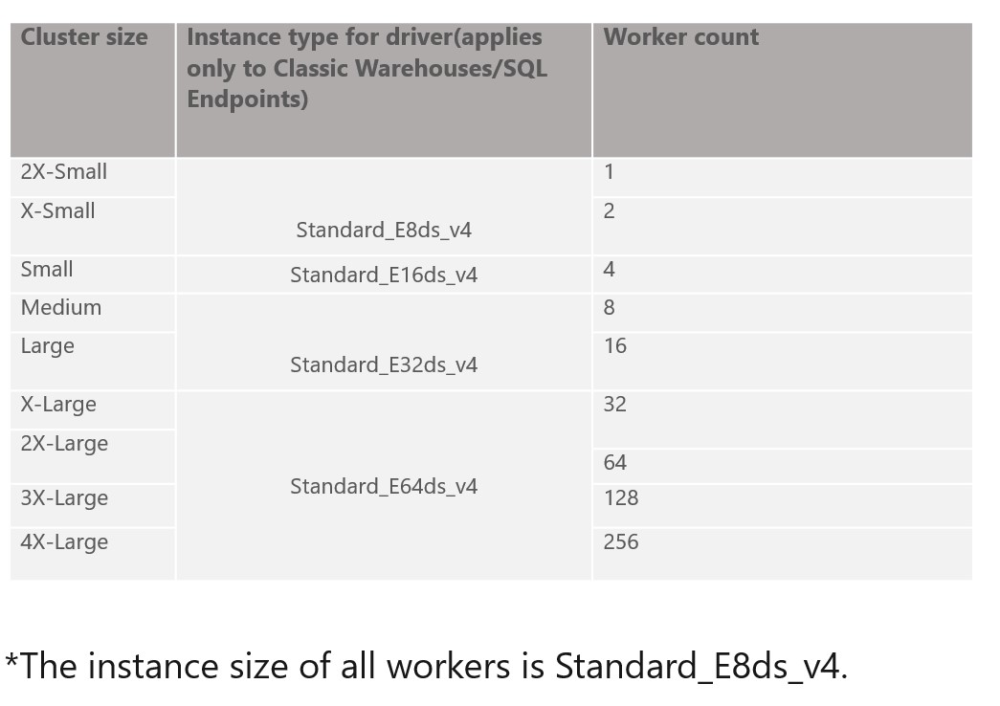 Cluster size
Instance type for driver(applies
only to Classic Warehouses/SQL
Endpoints)
Worker count
2X-Small
1
X-Small
Standard_E8ds_v4
2
Small
Standard_E16ds_v4
4
Medium
8
Large
Standard_E32ds_v4
16
X-Large
32
2X-Large
64
Standard_E64ds_v4
3X-Large
128
4X-Large
256
*The instance size of all workers is Standard_E8ds_v4.